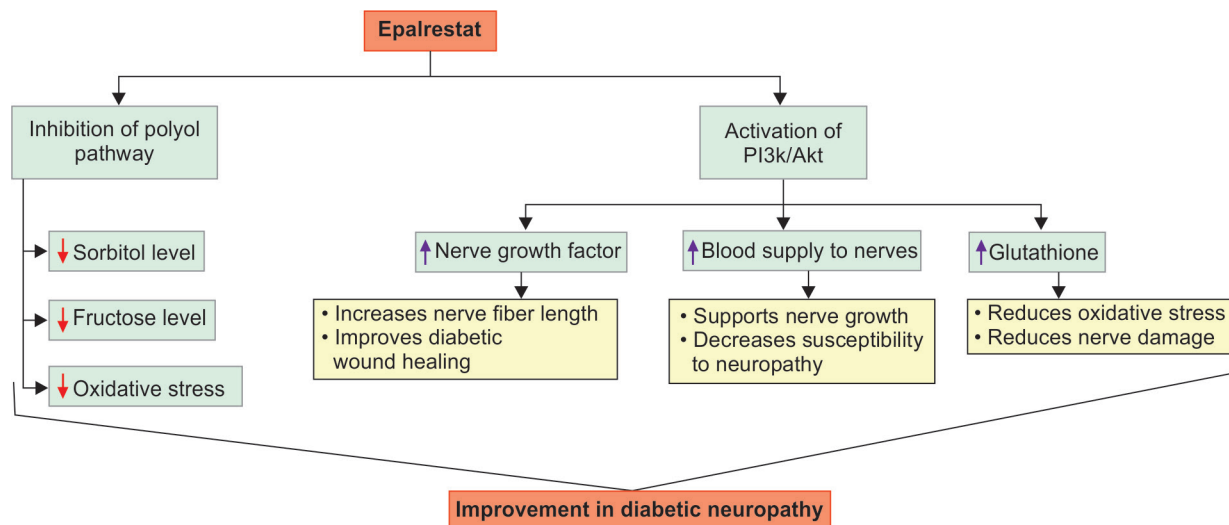 Epalrestat
Inhibition of polyol
pathway
Activation of
PI3k/Akt
↓ Sorbitol level
↓ Fructose level
↓ Oxidative stress
↑ Nerve growth factor
↑ Blood supply to nerves
↑ Glutathione
• Increases nerve fiber length
• Improves diabetic
wound healing
• Supports nerve growth
• Decreases susceptibility
to neuropathy
• Reduces oxidative stress
• Reduces nerve damage
Improvement in diabetic neuropathy